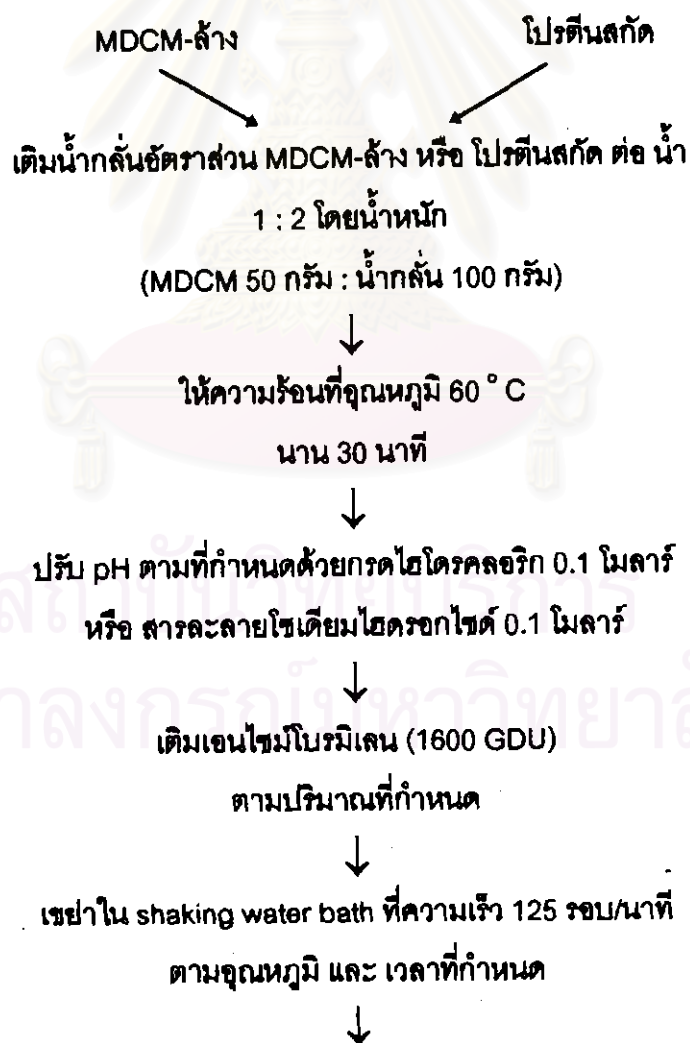 MDCM-ล้าง โปรตีนสกัด
เติมน้ำกลั่นอัตราส่วน MDCM-ล้าง หรือ โปรตีนสกัด ต่อ น้ำ
1 : 2 โดยน้ำหนัก
(MDCM 50 กรัม : น้ำกลั่น 100 กรัม)
↓
ให้ความร้อนที่อุณหภูมิ 60 ° C
นาน 30 นาที
↓
ปรับ pH ตามที่กำหนดด้วยกรดไฮโดรคลอริก 0.1 โมลาร์
หรือ สารละลายโซเดียมไฮดรอกไซด์ 0.1 โมลาร์
↓
เติมเอนไซม์โบรมิเลน (1600 GDU)
ตามปริมาณที่กำหนด
↓
เขย่าใน shaking water bath ที่ความเร็ว 125 รอบ/นาที
ตามอุณหภูมิ และ เวลาที่กำหนด
↓